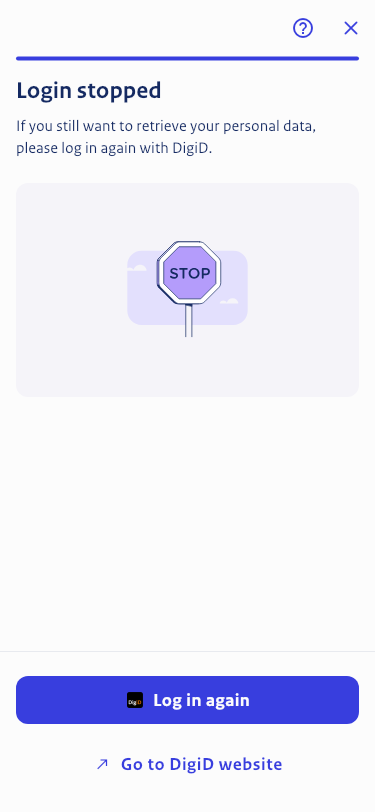 Login stopped
If you still want to retrieve your personal data,
please log in again with DigiD.
STOP
DigiD Log in again
Go to DigiD website